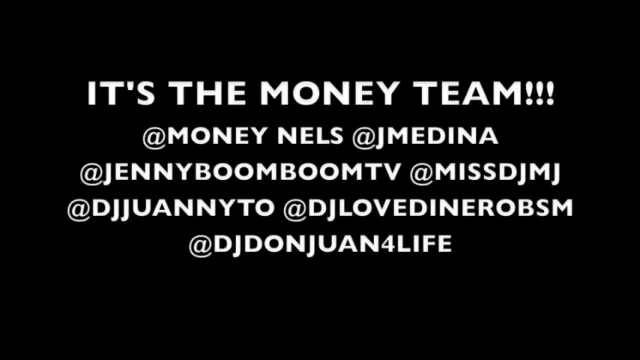 IT'S THE MONEY TEAM!!!
@MONEY NELS @JMEDINA
@JENNYBOOMBOOMTV @MISSDJMJ
@DJJUANNYTO @DJLOVEDINEROBSM
@DJDONJUAN4LIFE